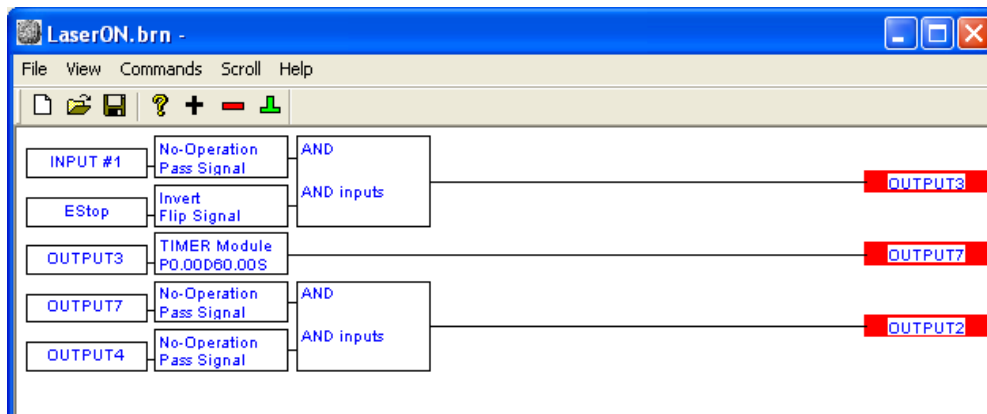 LaserON.brn -
File View Commands Scroll Help
INPUT #1
No-Operation
Pass Signal
AND
AND inputs
OUTPUT3
EStop
Invert
Flip Signal
OUTPUT3
TIMER Module
P0.00D60.00S
OUTPUT7
OUTPUT7
No-Operation
Pass Signal
AND
AND inputs
OUTPUT2
OUTPUT4
No-Operation
Pass Signal